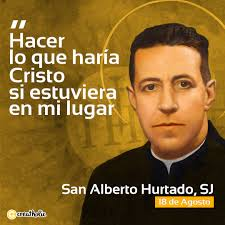 “
Hacer
lo que haría
Cristo
si estuviera
en mi lugar
San Alberto Hurtado, SJ
18 de Agosto